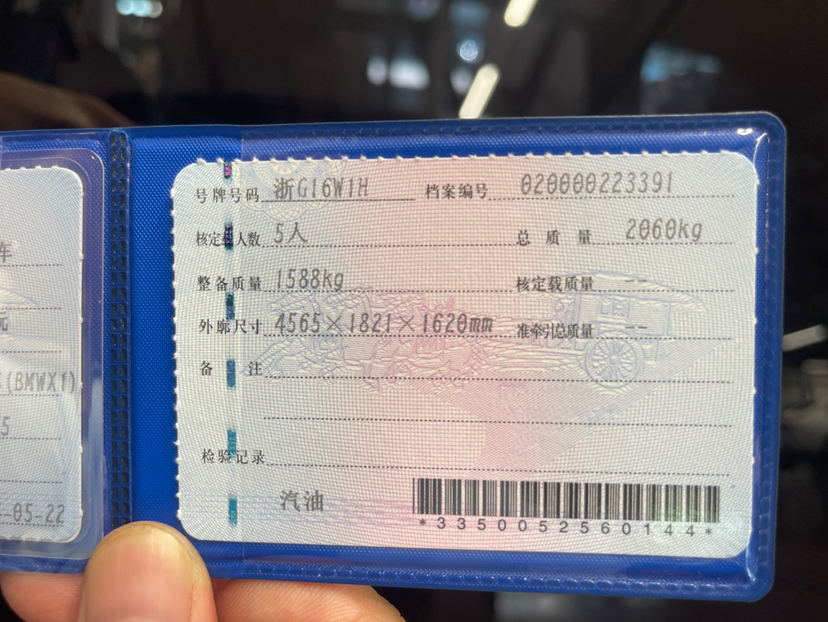 车
元
(BMWX1)
5
-05-22
号牌号码 浙G16W1H 档案编号 020000223391
核定载人数 5人 总质量 2060kg
整备质量 1588kg 核定载质量 --
外廓尺寸 4565×1821×1620mm 准牵引总质量 --
备注
检验记录
汽油
*3350052560144*